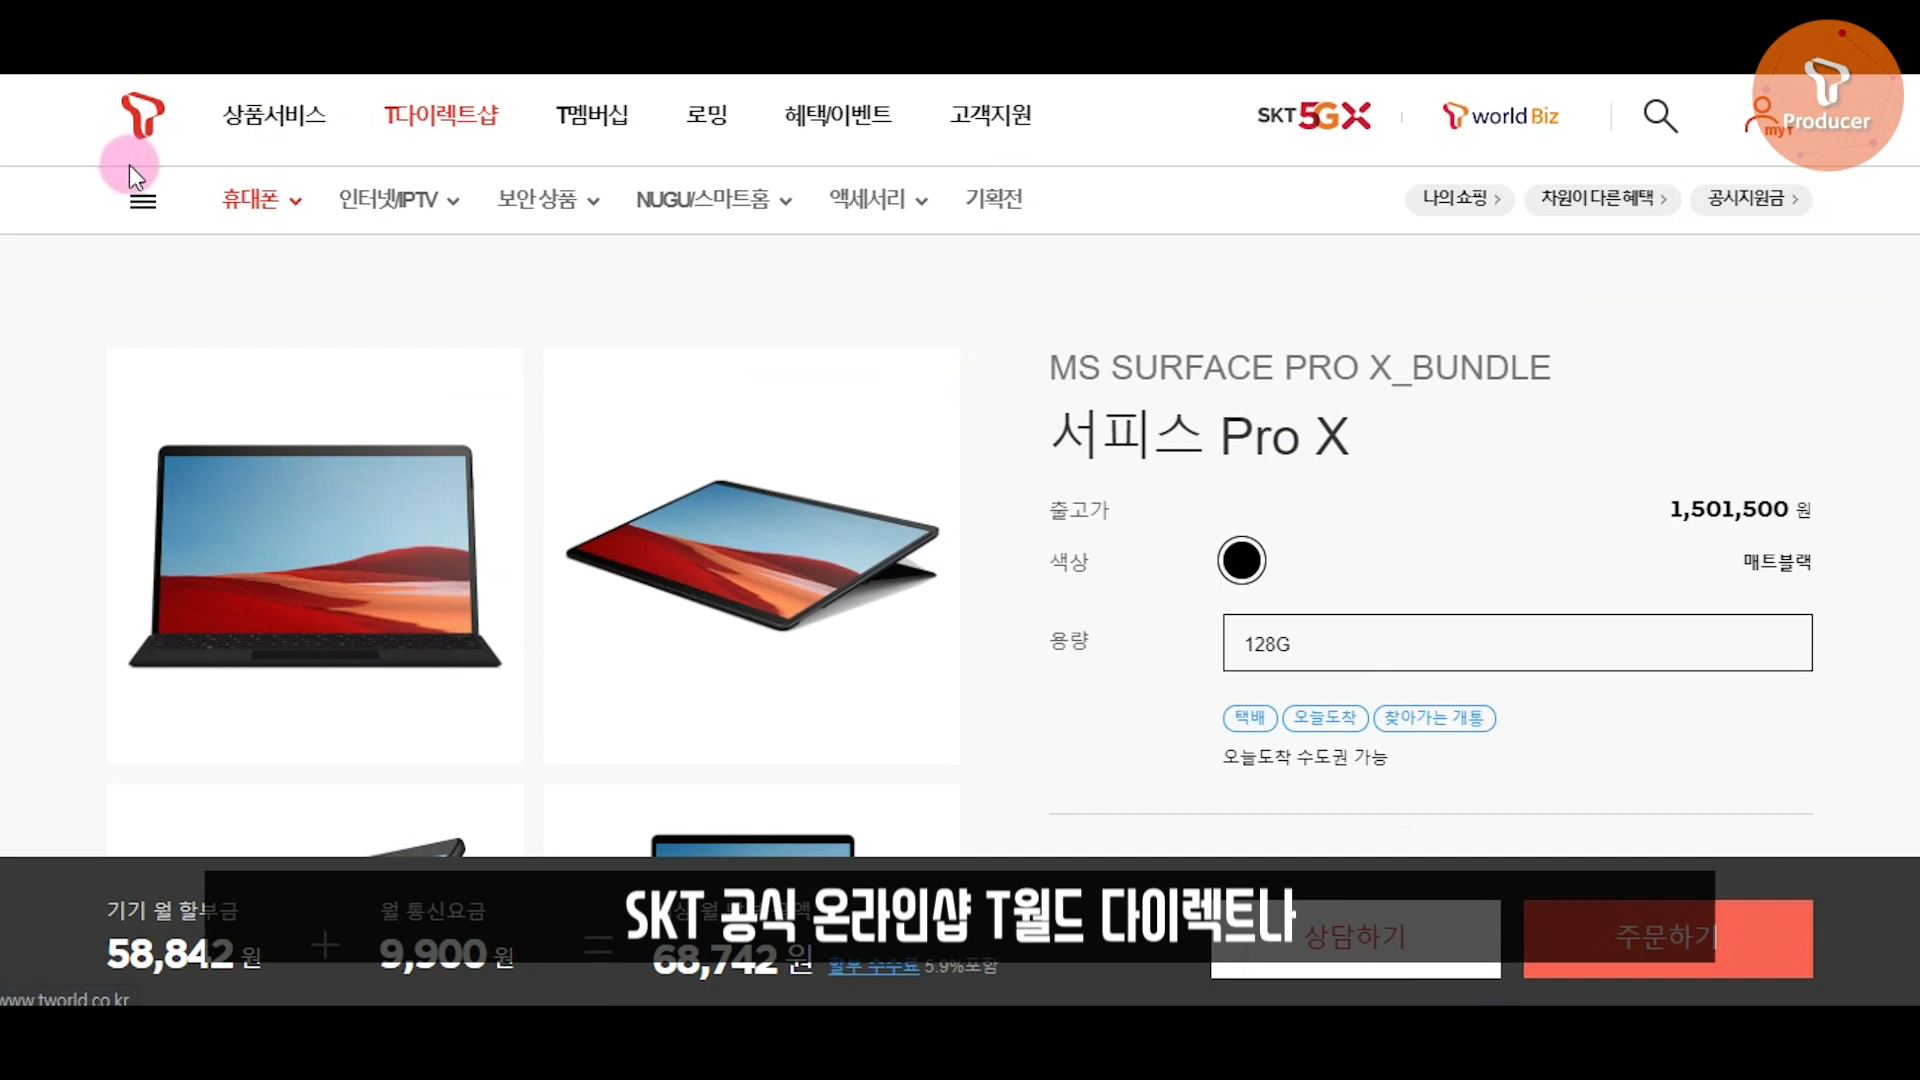 상품서비스 T다이렉트샵 T멤버십 로밍 혜택/이벤트 고객지원 SKT 5GX T world Biz myT Producer
휴대폰 인터넷/IPTV 보안 상품 NUGU/스마트홈 액세서리 기획전 나의 쇼핑 차원이 다른 혜택 공시지원금
MS SURFACE PRO X_BUNDLE
서피스 Pro X
출고가 1,501,500 원
색상 매트블랙
용량 128G
택배 오늘도착 찾아가는 개통
오늘도착 수도권 가능
기기 월 할부금 월 통신요금
SKT 공식 온라인샵 T월드 다이렉트나
상담하기 주문하기
58,842 원 + 9,900 원 = 68,742 원 할부 수수료 5.9%포함
www.tworld.co.kr